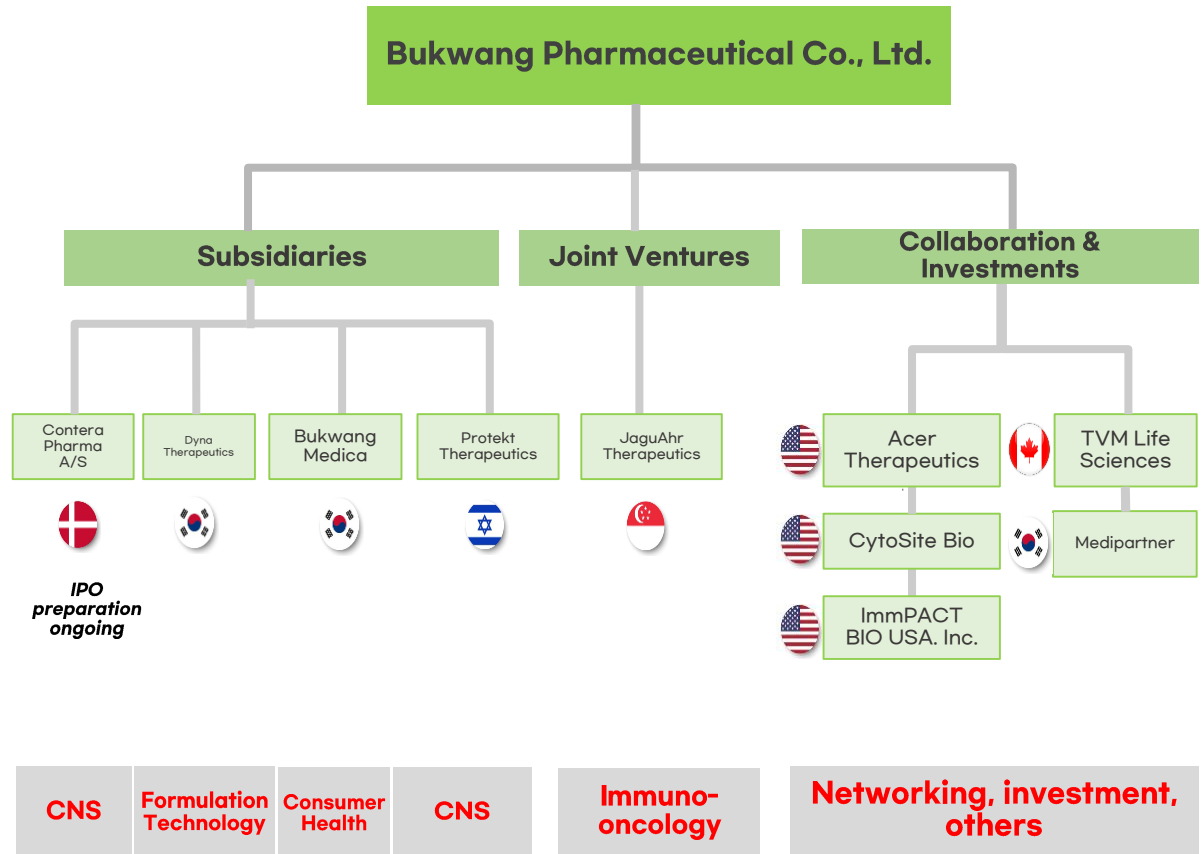 Bukwang Pharmaceutical Co., Ltd.
Subsidiaries
Joint Ventures
Collaboration &
Investments
Contera
Pharma
A/S
Dyna
Therapeutics
Bukwang
Medica
Protekt
Therapeutics
JaguAhr
Therapeutics
Acer
Therapeutics
TVM Life
Sciences
CytoSite Bio
Medipartner
ImmPACT
BIO USA. Inc.
IPO
preparation
ongoing
CNS
Formulation
Technology
Consumer
Health
CNS
Immuno-
oncology
Networking, investment,
others